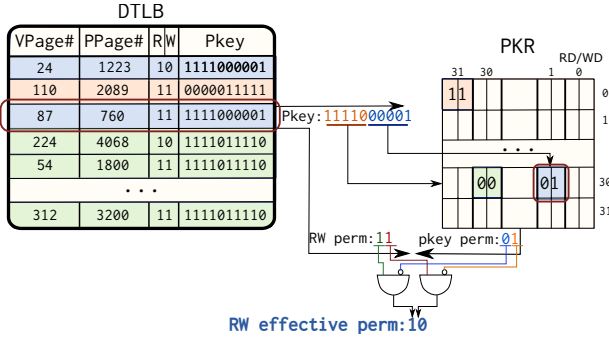 DTLB
VPage# PPage# R W Pkey
24 1223 10 1111000001
110 2089 11 0000011111
87 760 11 1111000001
224 4068 10 1111011110
54 1800 11 1111011110
...
312 3200 11 1111011110
Pkey:1111000001
PKR
RD/WD
31 30 1 0
11 0
1
...
00 01 30
31
RW perm:11
pkey perm:01
RW effective perm:10